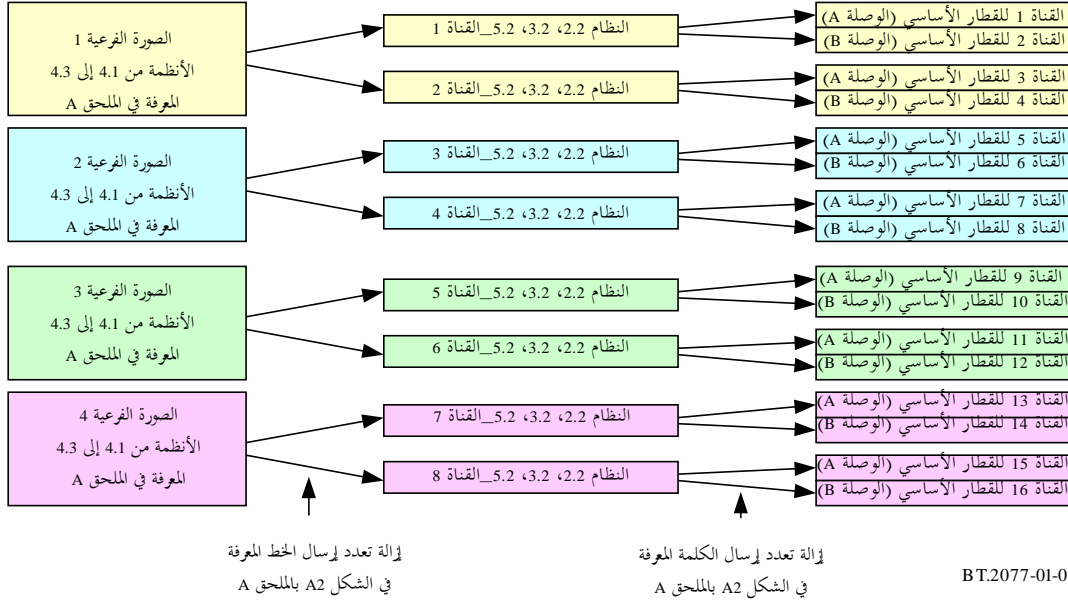 الصورة الفرعية 1
الأنظمة من 4.1 إلى 4.3
المعرفة في الملحق A
النظام 2.2، 3.2، 5.2_القناة 1
النظام 2.2، 3.2، 5.2_القناة 2
القناة 1 للقطار الأساسي (الوصلة A)
القناة 2 للقطار الأساسي (الوصلة B)
القناة 3 للقطار الأساسي (الوصلة A)
القناة 4 للقطار الأساسي (الوصلة B)
الصورة الفرعية 2
الأنظمة من 4.1 إلى 4.3
المعرفة في الملحق A
النظام 2.2، 3.2، 5.2_القناة 3
النظام 2.2، 3.2، 5.2_القناة 4
القناة 5 للقطار الأساسي (الوصلة A)
القناة 6 للقطار الأساسي (الوصلة B)
القناة 7 للقطار الأساسي (الوصلة A)
القناة 8 للقطار الأساسي (الوصلة B)
الصورة الفرعية 3
الأنظمة من 4.1 إلى 4.3
المعرفة في الملحق A
النظام 2.2، 3.2، 5.2_القناة 5
النظام 2.2، 3.2، 5.2_القناة 6
القناة 9 للقطار الأساسي (الوصلة A)
القناة 10 للقطار الأساسي (الوصلة B)
القناة 11 للقطار الأساسي (الوصلة A)
القناة 12 للقطار الأساسي (الوصلة B)
الصورة الفرعية 4
الأنظمة من 4.1 إلى 4.3
المعرفة في الملحق A
النظام 2.2، 3.2، 5.2_القناة 7
النظام 2.2، 3.2، 5.2_القناة 8
القناة 13 للقطار الأساسي (الوصلة A)
القناة 14 للقطار الأساسي (الوصلة B)
القناة 15 للقطار الأساسي (الوصلة A)
القناة 16 للقطار الأساسي (الوصلة B)
إزالة تعدد إرسال الخط المعرفة
في الشكل A2 بالملحق A
إزالة تعدد إرسال الكلمة المعرفة
في الشكل A2 بالملحق A
BT.2077-01-0